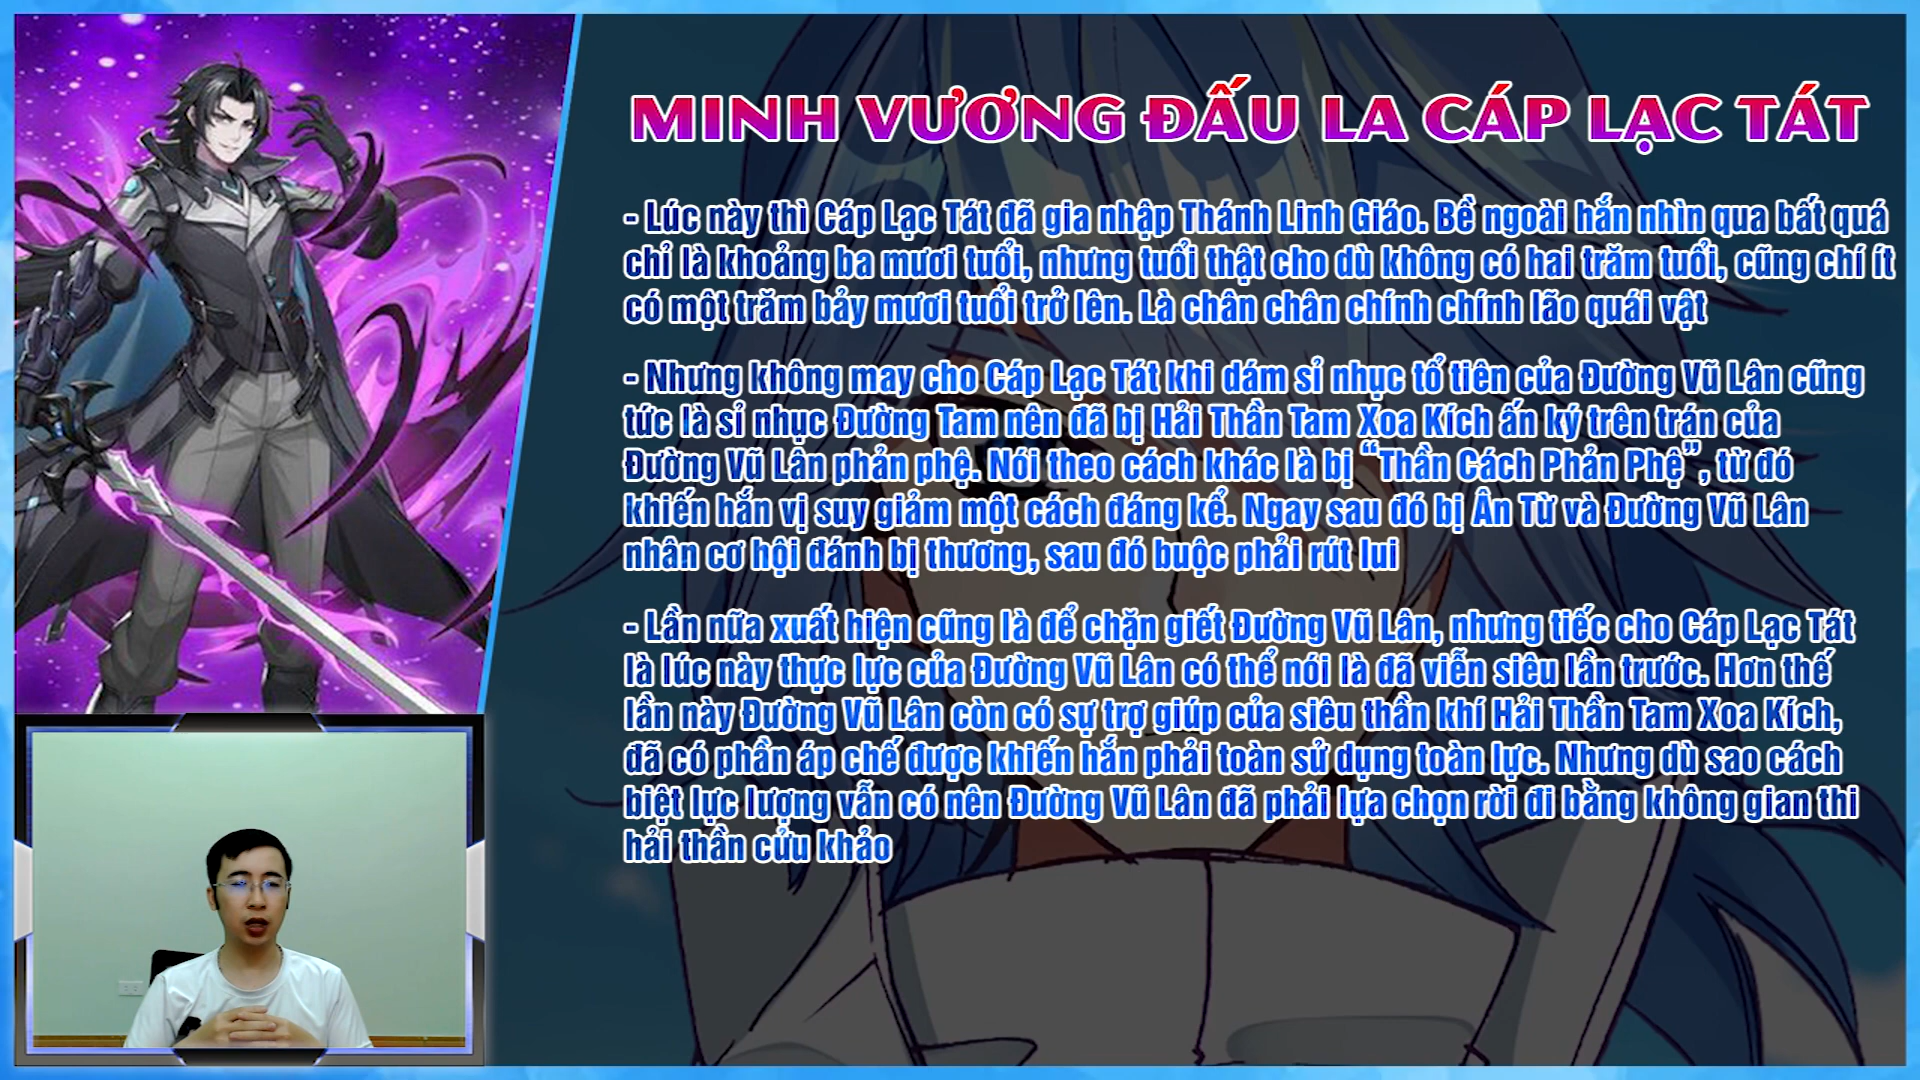 MINH VƯƠNG ĐẤU LA CÁP LẠC TÁT
- Lúc này thì Cáp Lạc Tát đã gia nhập Thánh Linh Giáo. Bề ngoài hắn nhìn qua bất quá
chỉ là khoảng ba mươi tuổi, nhưng tuổi thật cho dù không có hai trăm tuổi, cũng chí ít
có một trăm bảy mươi tuổi trở lên. Là chân chân chính chính lão quái vật
- Nhưng không may cho Cáp Lạc Tát khi dám sỉ nhục tổ tiên của Đường Vũ Lân cũng
tức là sỉ nhục Đường Tam nên đã bị Hải Thần Tam Xoa Kích ấn ký trên trán của
Đường Vũ Lân phản phệ. Nói theo cách khác là bị “Thần Cách Phản Phệ”, từ đó
khiến hắn vị suy giảm một cách đáng kể. Ngay sau đó bị Ân Từ và Đường Vũ Lân
nhân cơ hội đánh bị thương, sau đó buộc phải rút lui
- Lần nữa xuất hiện cũng là để chặn giết Đường Vũ Lân, nhưng tiếc cho Cáp Lạc Tát
là lúc này thực lực của Đường Vũ Lân có thể nói là đã viễn siêu lần trước. Hơn thế
lần này Đường Vũ Lân còn có sự trợ giúp của siêu thần khí Hải Thần Tam Xoa Kích,
đã có phần áp chế được khiến hắn phải toàn sử dụng toàn lực. Nhưng dù sao cách
biệt lực lượng vẫn có nên Đường Vũ Lân đã phải lựa chọn rời đi bằng không gian thi
hải thần cửu khảo